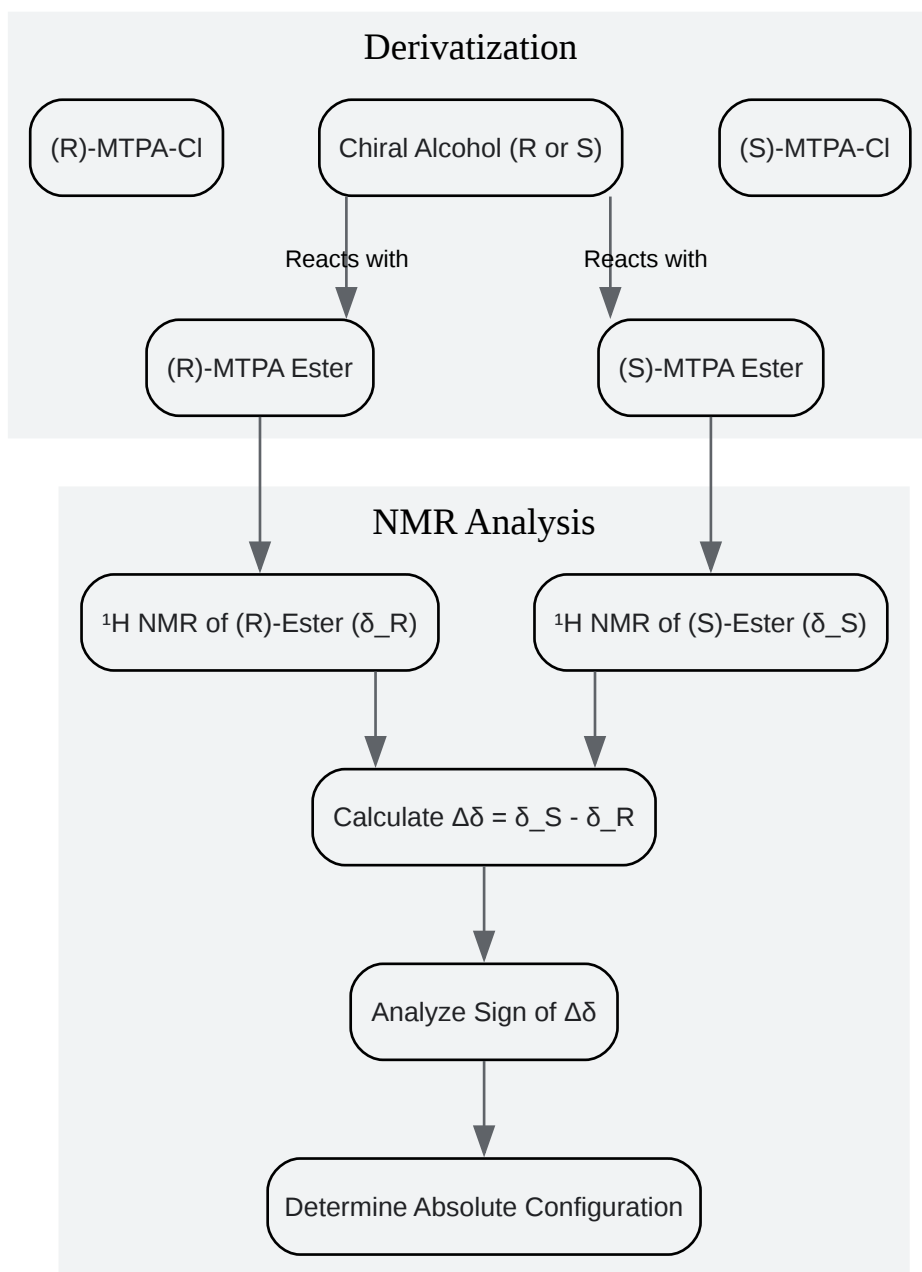 Derivatization
(R)-MTPA-Cl
Chiral Alcohol (R or S)
(S)-MTPA-Cl
Reacts with
Reacts with
(R)-MTPA Ester
(S)-MTPA Ester
NMR Analysis
¹H NMR of (R)-Ester (δ_R)
¹H NMR of (S)-Ester (δ_S)
Calculate Δδ = δ_S - δ_R
Analyze Sign of Δδ
Determine Absolute Configuration